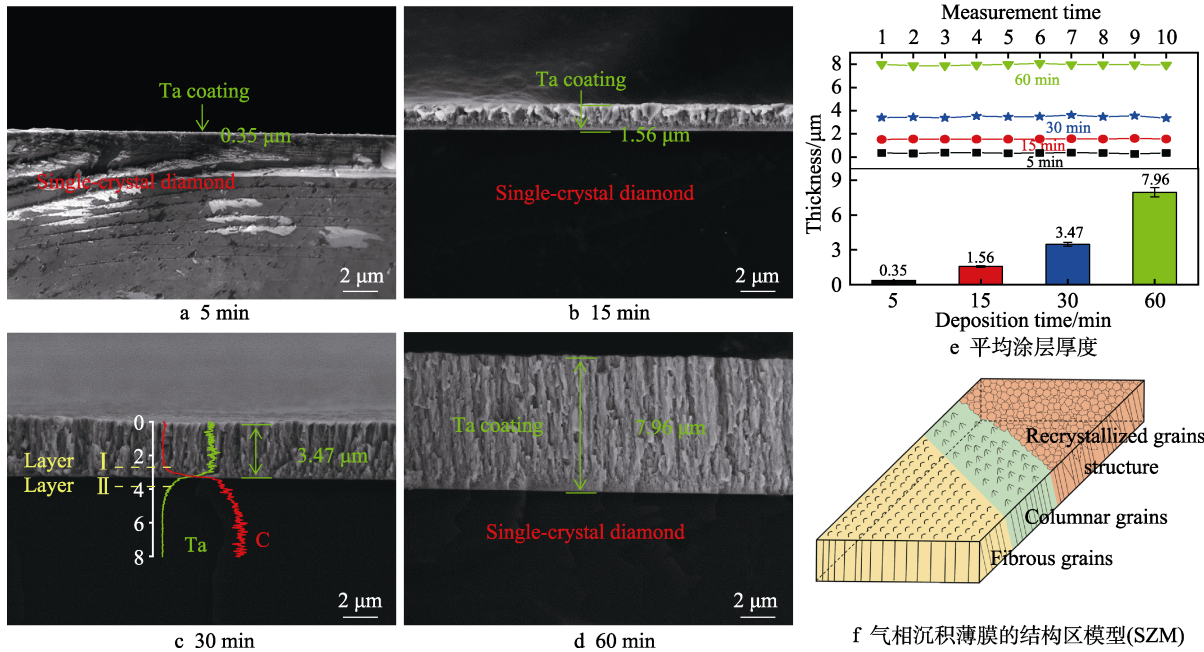 Ta coating
0.35 μm
Single-crystal diamond
2 μm
a 5 min
Ta coating
1.56 μm
Single-crystal diamond
2 μm
b 15 min
Measurement time
1 2 3 4 5 6 7 8 9 10
8
6
4
2
0
60 min
30 min
15 min
5 min
Thickness/μm
9
6
3
0
0.35
1.56
3.47
7.96
5 15 30 60
Deposition time/min
e 平均涂层厚度
0
2
4
6
8
Layer Ⅰ
Layer Ⅱ
3.47 μm
Ta
C
2 μm
c 30 min
Ta coating
7.96 μm
Single-crystal diamond
2 μm
d 60 min
Recrystallized grains
structure
Columnar grains
Fibrous grains
f 气相沉积薄膜的结构区模型(SZM)